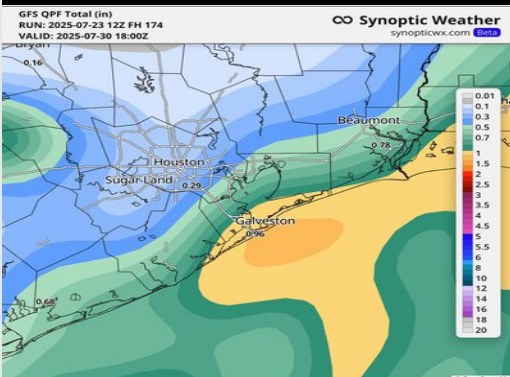 GFS QPF Total (in)
RUN: 2025-07-23 12Z FH 174
VALID: 2025-07-30 18:00Z
Synoptic Weather
synopticwx.com Beta
Bryan
0.16
Beaumont
0.78
Houston
Sugar Land 0.29
Galveston
0.96
0.68
0.01
0.1
0.3
0.5
0.7
1
1.5
2
2.5
3
3.5
4
4.5
5
5.5
6
8
10
12
14
16
18
20